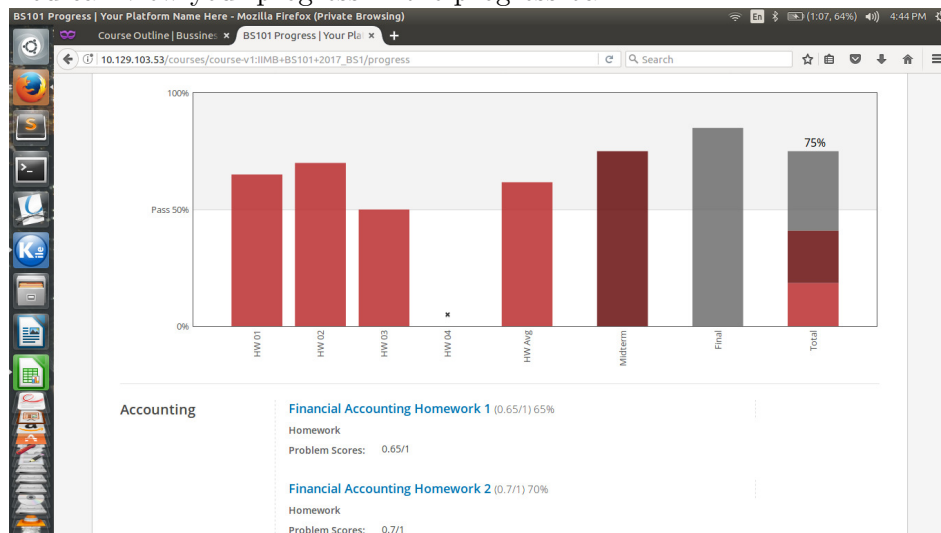 BS101 Progress | Your Platform Name Here - Mozilla Firefox (Private Browsing)
En
(1:07, 64%)
4:44 PM
Course Outline | Bussines
BS101 Progress | Your Pla
10.129.103.53/courses/course-v1:IIMB+BS101+2017_BS1/progress
Search
100%
75%
Pass 50%
0%
HW 01
HW 02
HW 03
HW 04
HW Avg
Midterm
Final
Total
Accounting
Financial Accounting Homework 1 (0.65/1) 65%
Homework
Problem Scores: 0.65/1
Financial Accounting Homework 2 (0.7/1) 70%
Homework
Problem Scores: 0.7/1